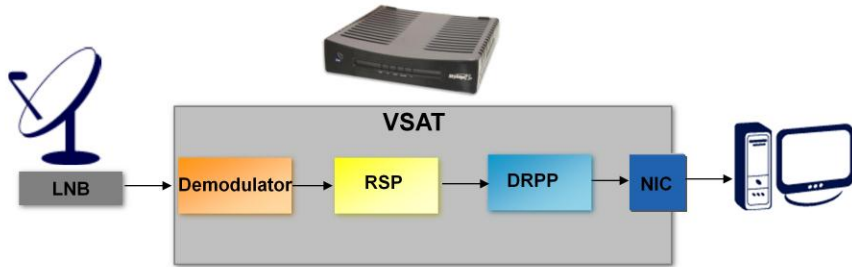 VSAT
LNB
Demodulator
RSP
DRPP
NIC